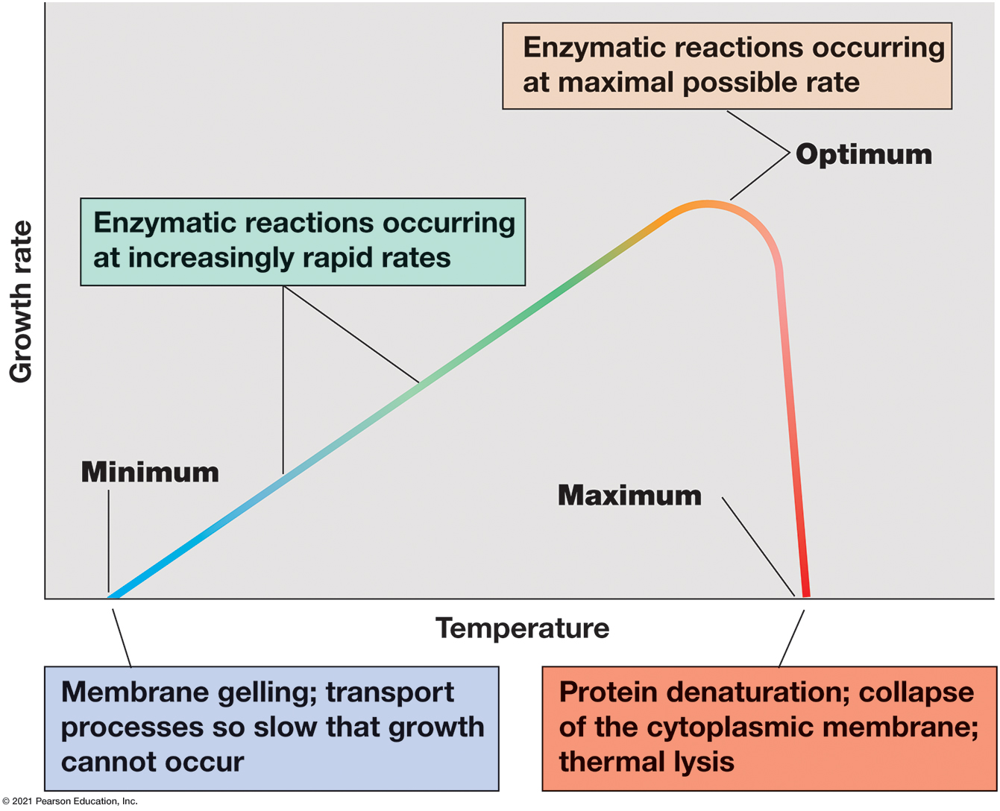 Enzymatic reactions occurring
at maximal possible rate
Optimum
Enzymatic reactions occurring
at increasingly rapid rates
Growth rate
Minimum
Maximum
Temperature
Membrane gelling; transport
processes so slow that growth
cannot occur
Protein denaturation; collapse
of the cytoplasmic membrane;
thermal lysis
© 2021 Pearson Education, Inc.